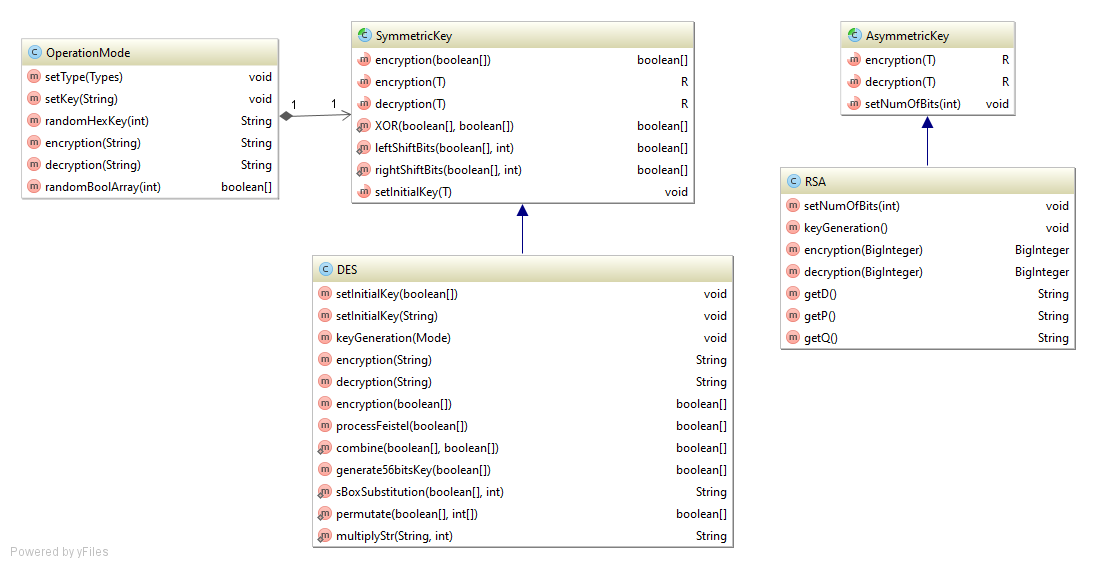 OperationMode
setType(Types) void
setKey(String) void
randomHexKey(int) String
encryption(String) String
decryption(String) String
randomBoolArray(int) boolean[]
1 1
SymmetricKey
encryption(boolean[]) boolean[]
encryption(T) R
decryption(T) R
XOR(boolean[], boolean[]) boolean[]
leftShiftBits(boolean[], int) boolean[]
rightShiftBits(boolean[], int) boolean[]
setInitialKey(T) void
AsymmetricKey
encryption(T) R
decryption(T) R
setNumOfBits(int) void
RSA
setNumOfBits(int) void
keyGeneration() void
encryption(BigInteger) BigInteger
decryption(BigInteger) BigInteger
getD() String
getP() String
getQ() String
DES
setInitialKey(boolean[]) void
setInitialKey(String) void
keyGeneration(Mode) void
encryption(String) String
decryption(String) String
encryption(boolean[]) boolean[]
processFeistel(boolean[]) boolean[]
combine(boolean[], boolean[]) boolean[]
generate56bitsKey(boolean[]) boolean[]
sBoxSubstitution(boolean[], int) String
permutate(boolean[], int[]) boolean[]
multiplyStr(String, int) String
Powered by yFiles